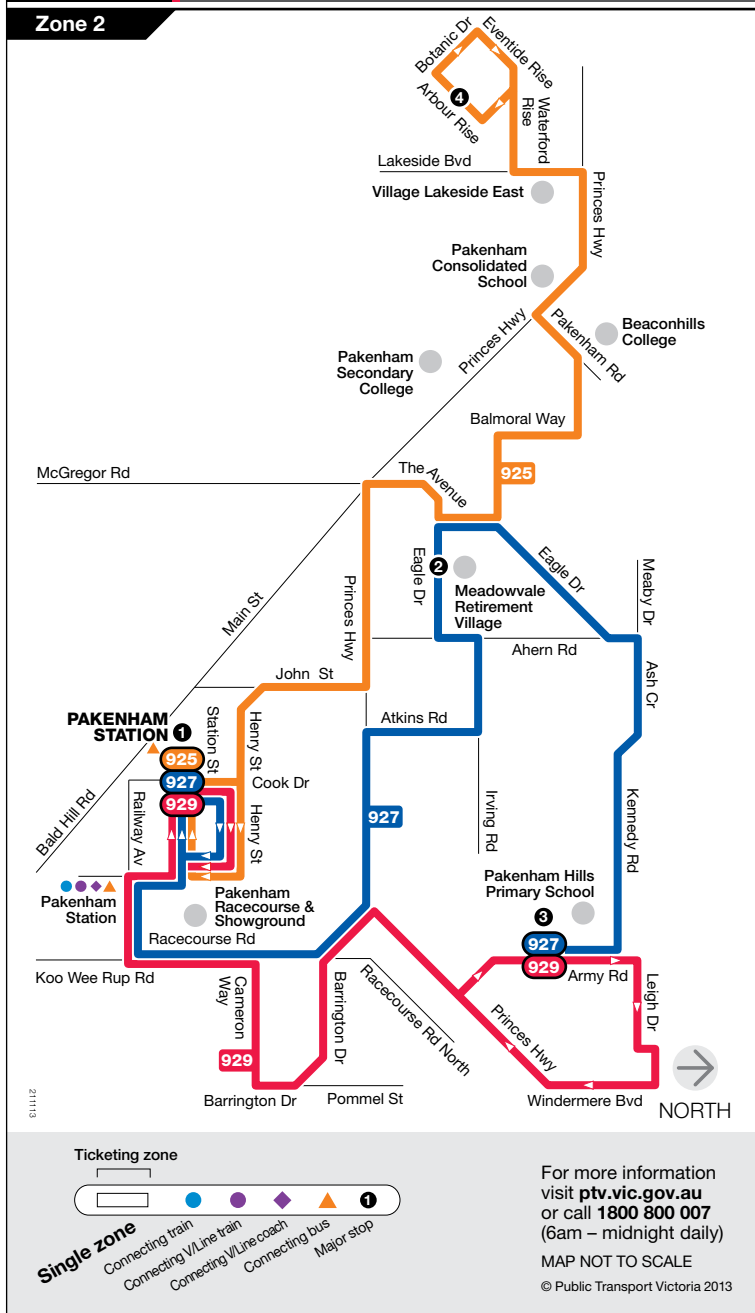 Zone 2
Botanic Dr
Eventide Rise
4
Arbour Rise
Waterford
Rise
Lakeside Bvd
Princes Hwy
Village Lakeside East
Pakenham
Consolidated
School
Princes Hwy
Pakenham Rd
Beaconhills
College
Pakenham
Secondary
College
Balmoral Way
McGregor Rd
The Avenue
925
Main St
Princes Hwy
Eagle Dr
2
Eagle Dr
Meadowvale
Retirement
Village
Meaby Dr
Ahern Rd
John St
Ash Cr
PAKENHAM
STATION
1
Station St
Henry St
Atkins Rd
925
927
929
Cook Dr
Bald Hill Rd
Railway Av
Henry St
927
Irving Rd
Kennedy Rd
Pakenham Hills
Primary School
Pakenham
Station
Pakenham
Racecourse &
Showground
3
Racecourse Rd
927
929
Koo Wee Rup Rd
Army Rd
Cameron
Way
Barrington Dr
Racecourse Rd North
Leigh Dr
Princes Hwy
929
Barrington Dr
Pommel St
Windermere Bvd
NORTH
211113
Ticketing zone
Single zone
Connecting train
Connecting V/Line train
Connecting V/Line coach
Connecting bus
1
Major stop
For more information
visit ptv.vic.gov.au
or call 1800 800 007
(6am – midnight daily)
MAP NOT TO SCALE
© Public Transport Victoria 2013